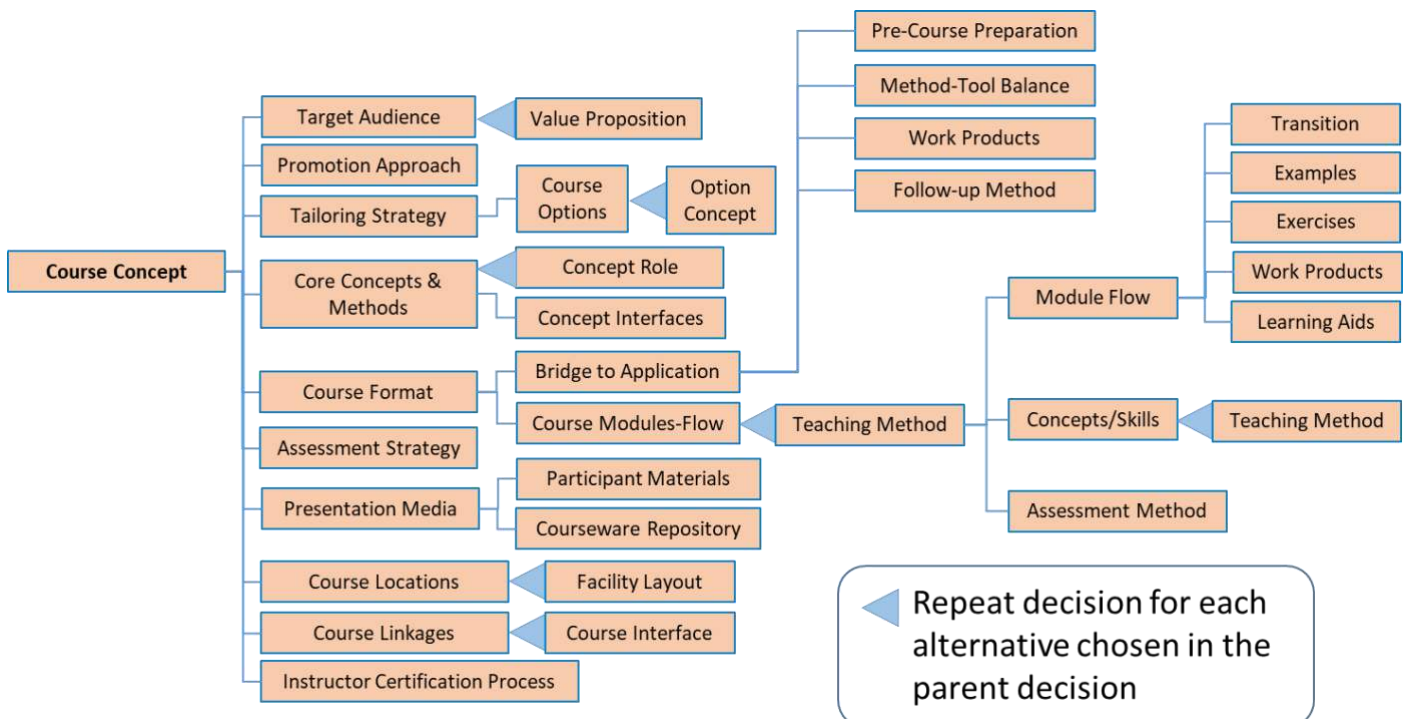 Course Concept
Target Audience
Value Proposition
Promotion Approach
Tailoring Strategy
Course
Options
Option
Concept
Core Concepts &
Methods
Concept Role
Concept Interfaces
Course Format
Bridge to Application
Pre-Course Preparation
Method-Tool Balance
Work Products
Follow-up Method
Course Modules-Flow
Teaching Method
Module Flow
Transition
Examples
Exercises
Work Products
Learning Aids
Concepts/Skills
Teaching Method
Assessment Method
Assessment Strategy
Presentation Media
Participant Materials
Courseware Repository
Course Locations
Facility Layout
Course Linkages
Course Interface
Instructor Certification Process
Repeat decision for each
alternative chosen in the
parent decision